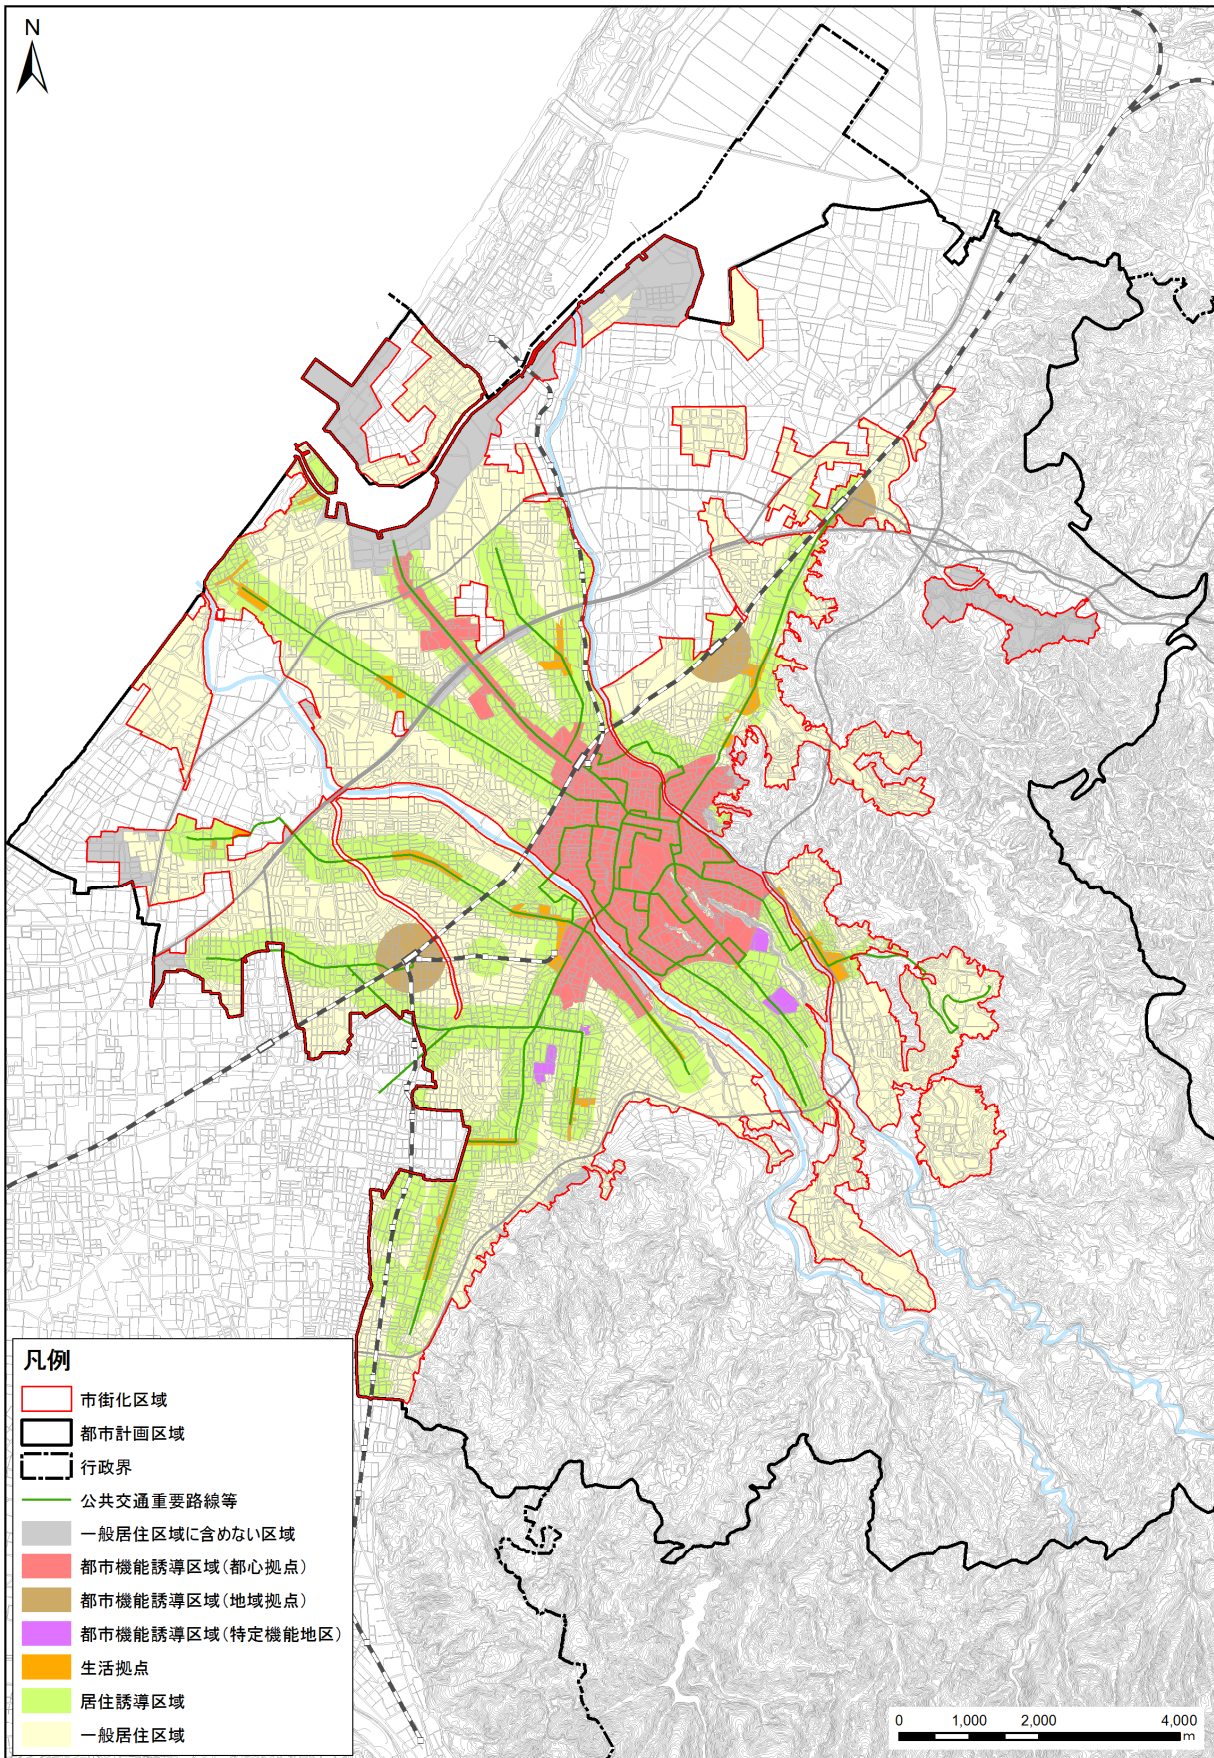 N
凡例
市街化区域
都市計画区域
行政界
公共交通重要路線等
一般居住区域に含めない区域
都市機能誘導区域(都心拠点)
都市機能誘導区域(地域拠点)
都市機能誘導区域(特定機能地区)
生活拠点
居住誘導区域
一般居住区域
0 1,000 2,000 4,000
m